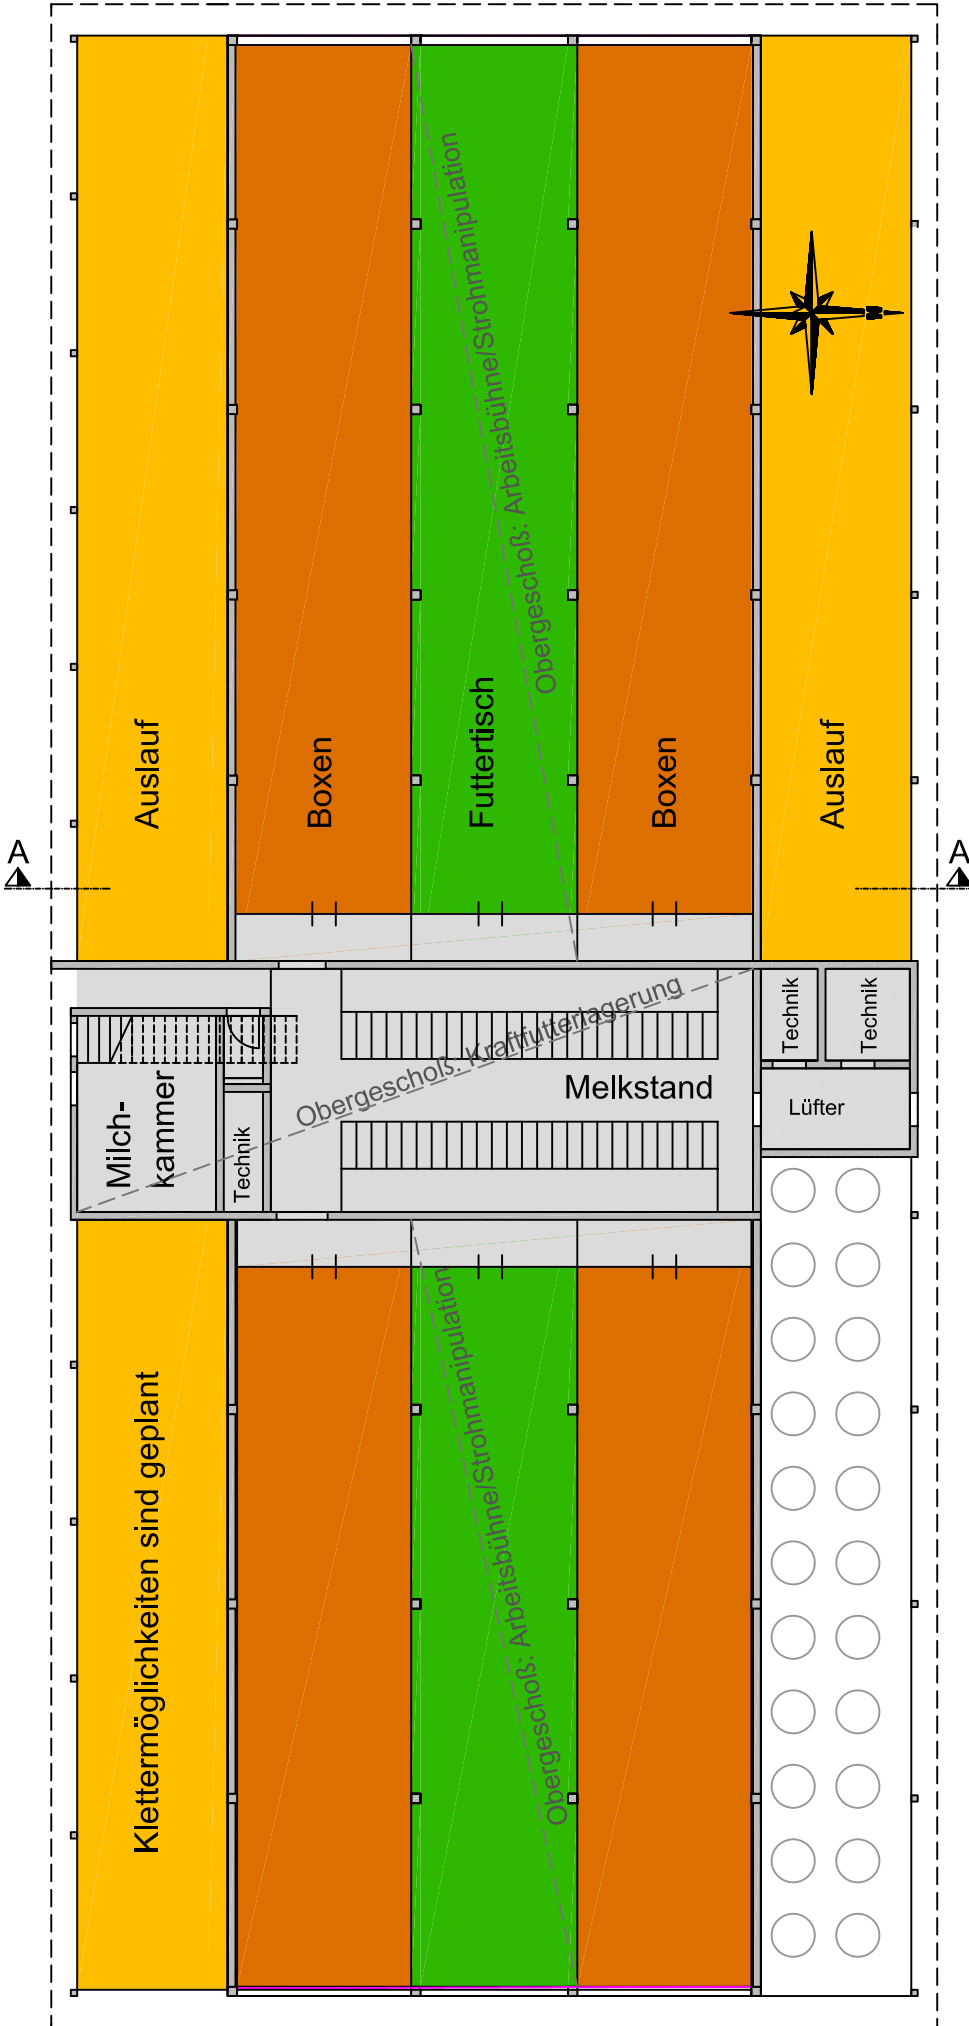 Obergeschoß: Arbeitsbühne/Strohmanipulation
N
Auslauf
Boxen
Futtertisch
Boxen
Auslauf
A
A
Technik
Technik
Obergeschoß: Kraftfutterlagerung
Melkstand
Lüfter
Milch-
kammer
Technik
Obergeschoß: Arbeitsbühne/Strohmanipulation
Klettermöglichkeiten sind geplant